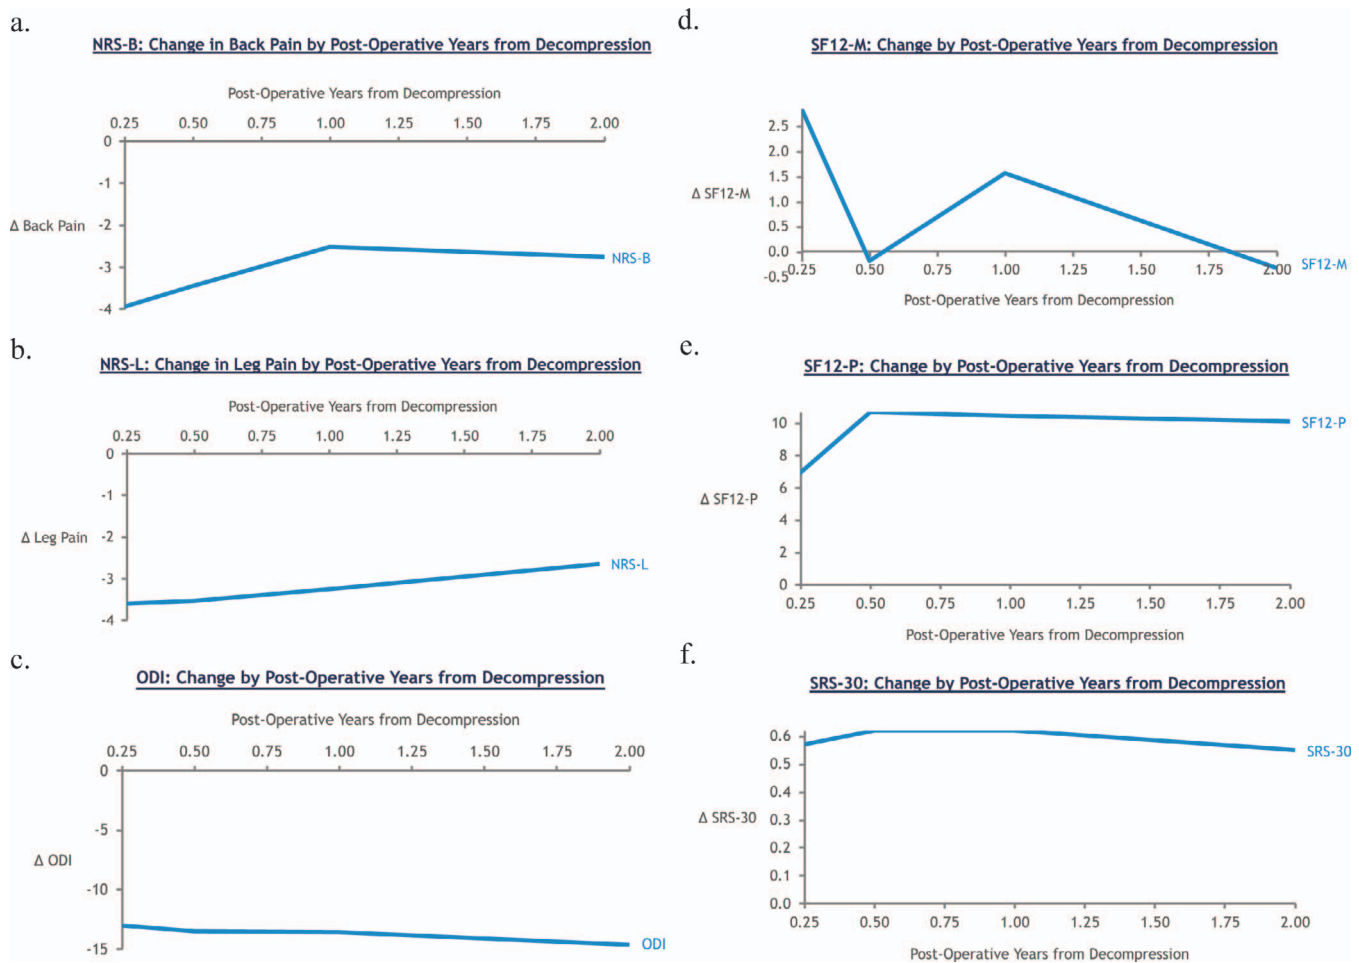 a.
NRS-B: Change in Back Pain by Post-Operative Years from Decompression
Post-Operative Years from Decompression
0.25 0.50 0.75 1.00 1.25 1.50 1.75 2.00
0
-1
-2
-3
-4
Δ Back Pain
NRS-B
b.
NRS-L: Change in Leg Pain by Post-Operative Years from Decompression
Post-Operative Years from Decompression
0.25 0.50 0.75 1.00 1.25 1.50 1.75 2.00
0
-1
-2
-3
-4
Δ Leg Pain
NRS-L
c.
ODI: Change by Post-Operative Years from Decompression
Post-Operative Years from Decompression
0.25 0.50 0.75 1.00 1.25 1.50 1.75 2.00
0
-5
-10
-15
Δ ODI
ODI
d.
SF12-M: Change by Post-Operative Years from Decompression
2.5
2.0
1.5
1.0
0.5
0.0
-0.5
Δ SF12-M
0.25 0.50 0.75 1.00 1.25 1.50 1.75 2.00
SF12-M
Post-Operative Years from Decompression
e.
SF12-P: Change by Post-Operative Years from Decompression
10
8
6
4
2
0
Δ SF12-P
SF12-P
0.25 0.50 0.75 1.00 1.25 1.50 1.75 2.00
Post-Operative Years from Decompression
f.
SRS-30: Change by Post-Operative Years from Decompression
0.6
0.5
0.4
0.3
0.2
0.1
0.0
Δ SRS-30
SRS-30
0.25 0.50 0.75 1.00 1.25 1.50 1.75 2.00
Post-Operative Years from Decompression